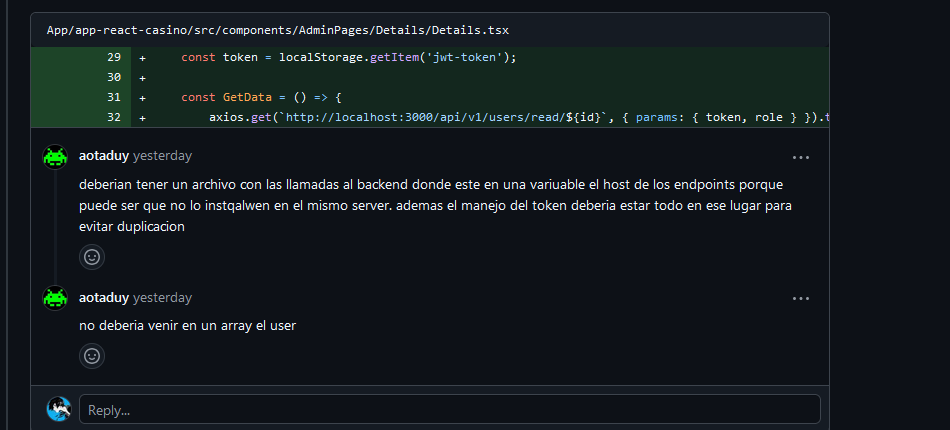 App/app-react-casino/src/components/AdminPages/Details/Details.tsx
29 + const token = localStorage.getItem('jwt-token');
30 +
31 + const GetData = () => {
32 + axios.get(`http://localhost:3000/api/v1/users/read/${id}`, { params: { token, role } }).
aotaduy yesterday
deberian tener un archivo con las llamadas al backend donde este en una variuable el host de los endpoints porque
puede ser que no lo instqalwen en el mismo server. ademas el manejo del token deberia estar todo en ese lugar para
evitar duplicacion
aotaduy yesterday
no deberia venir en un array el user
Reply...